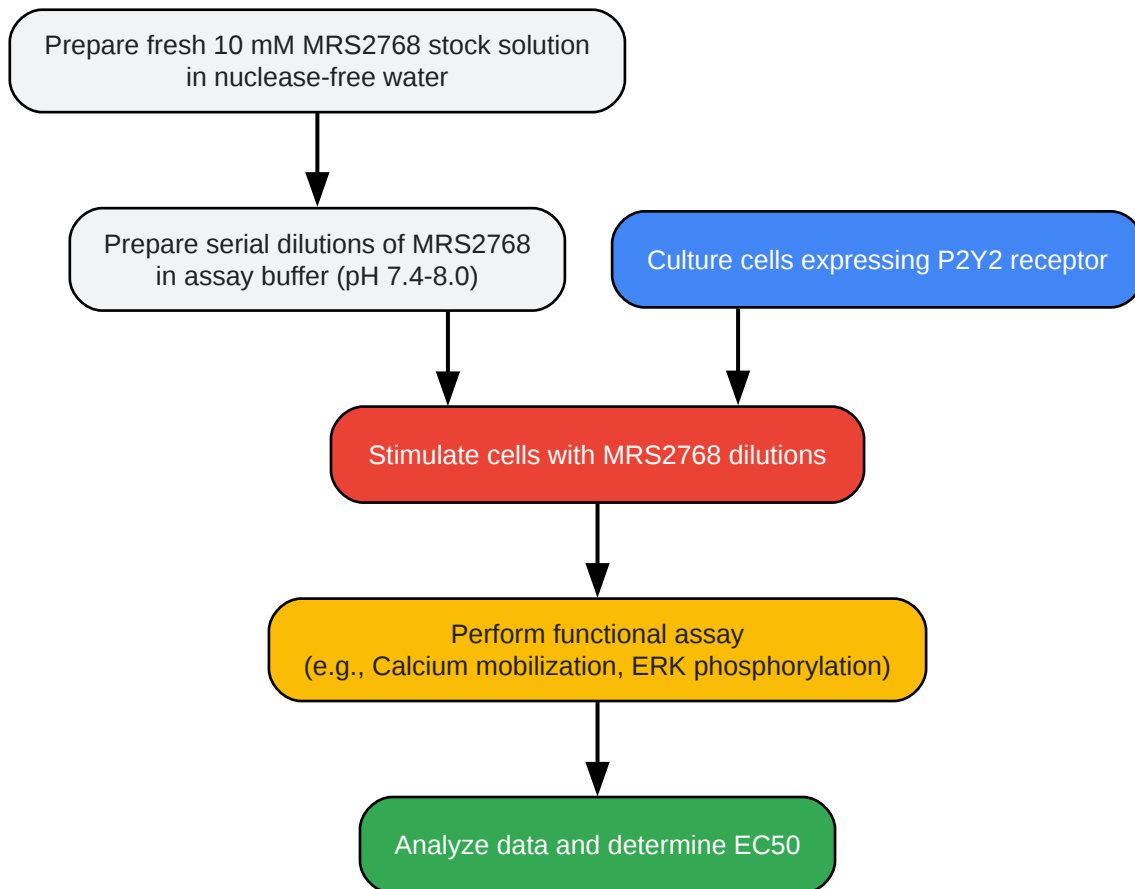 Prepare fresh 10 mM MRS2768 stock solution
in nuclease-free water
Prepare serial dilutions of MRS2768
in assay buffer (pH 7.4-8.0)
Culture cells expressing P2Y2 receptor
Stimulate cells with MRS2768 dilutions
Perform functional assay
(e.g., Calcium mobilization, ERK phosphorylation)
Analyze data and determine EC50